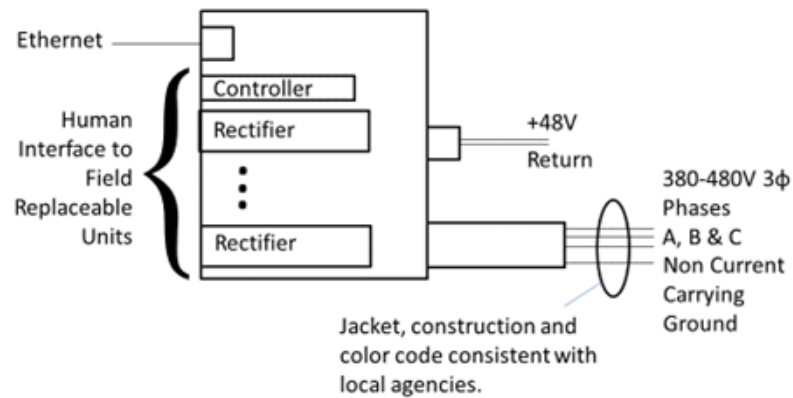 Ethernet
Controller
Rectifier
Rectifier
Human
Interface to
Field
Replaceable
Units
+48V
Return
380-480V 3ϕ
Phases
A, B & C
Non Current
Carrying
Ground
Jacket, construction and
color code consistent with
local agencies.